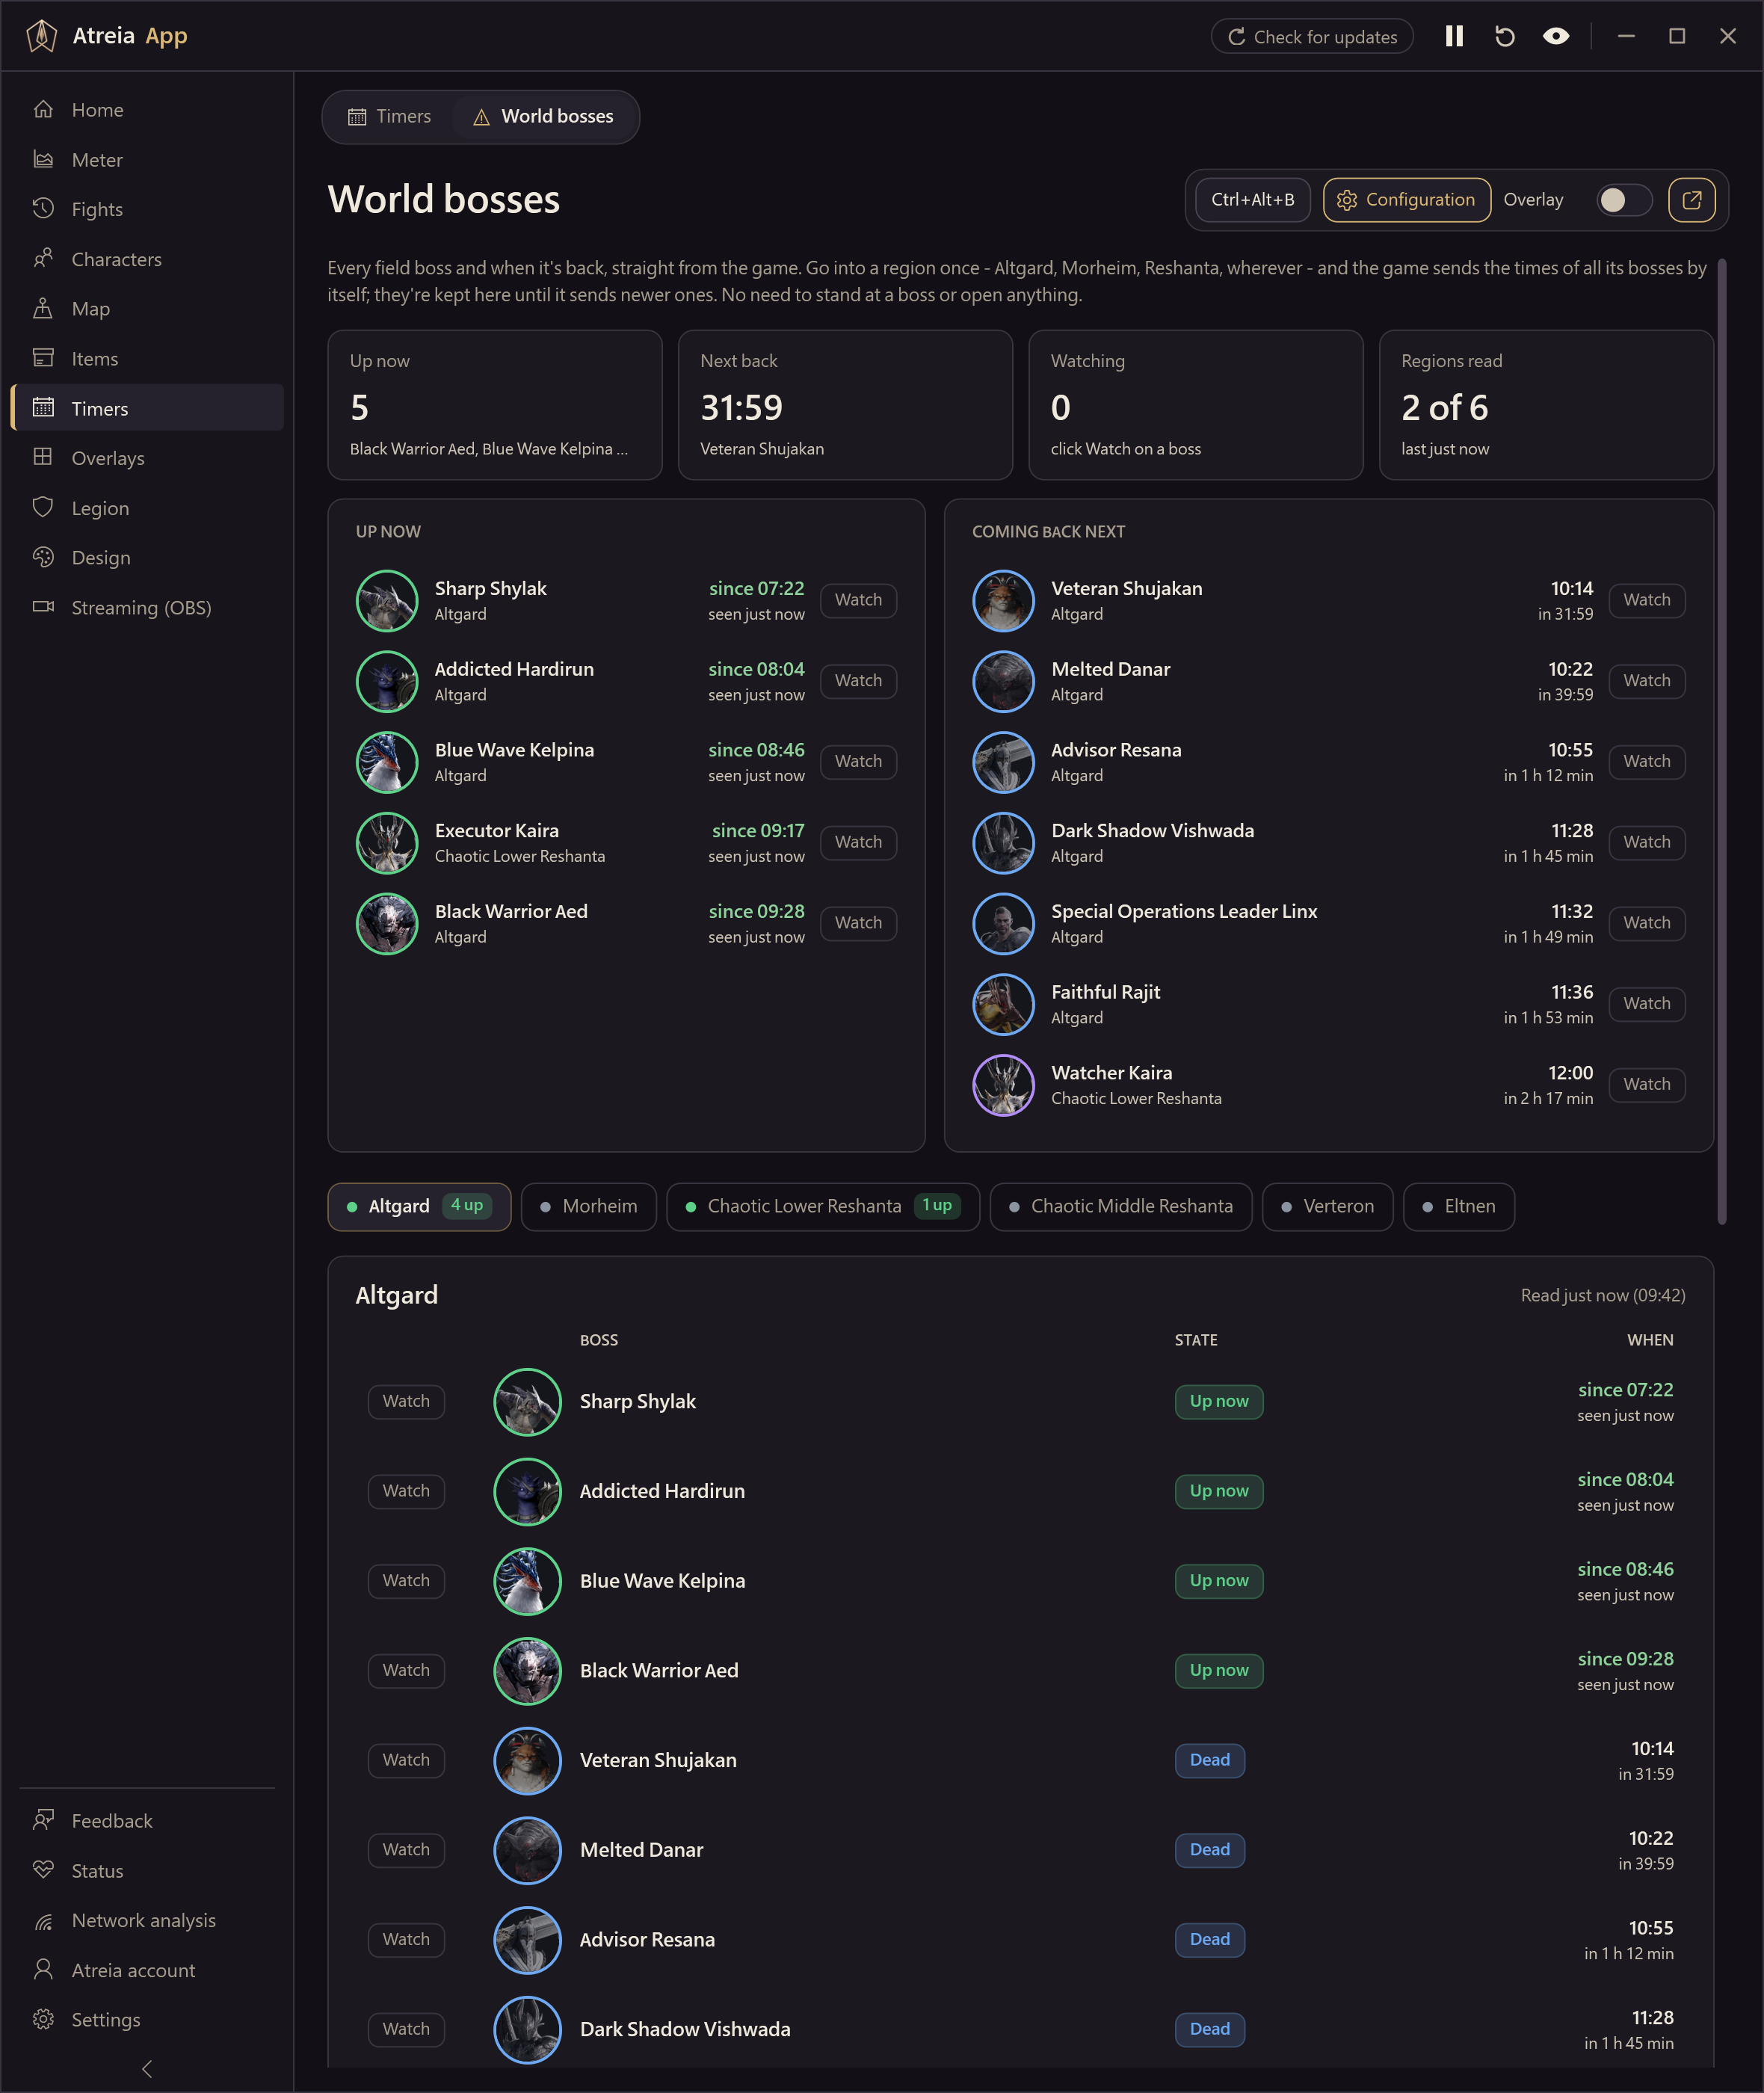 Atreia App
Check for updates
Home
Meter
Fights
Characters
Map
Items
Timers
Overlays
Legion
Design
Streaming (OBS)
Feedback
Status
Network analysis
Atreia account
Settings
Timers
World bosses
World bosses
Ctrl+Alt+B
Configuration
Overlay
Every field boss and when it's back, straight from the game. Go into a region once - Altgard, Morheim, Reshanta, wherever - and the game sends the times of all its bosses by
itself; they're kept here until it sends newer ones. No need to stand at a boss or open anything.
Up now
5
Black Warrior Aed, Blue Wave Kelpina ...
Next back
31:59
Veteran Shujakan
Watching
0
click Watch on a boss
Regions read
2 of 6
last just now
UP NOW
Sharp Shylak
Altgard
since 07:22
seen just now
Watch
Addicted Hardirun
Altgard
since 08:04
seen just now
Watch
Blue Wave Kelpina
Altgard
since 08:46
seen just now
Watch
Executor Kaira
Chaotic Lower Reshanta
since 09:17
seen just now
Watch
Black Warrior Aed
Altgard
since 09:28
seen just now
Watch
COMING BACK NEXT
Veteran Shujakan
Altgard
10:14
in 31:59
Watch
Melted Danar
Altgard
10:22
in 39:59
Watch
Advisor Resana
Altgard
10:55
in 1 h 12 min
Watch
Dark Shadow Vishwada
Altgard
11:28
in 1 h 45 min
Watch
Special Operations Leader Linx
Altgard
11:32
in 1 h 49 min
Watch
Faithful Rajit
Altgard
11:36
in 1 h 53 min
Watch
Watcher Kaira
Chaotic Lower Reshanta
12:00
in 2 h 17 min
Watch
Altgard 4 up
Morheim
Chaotic Lower Reshanta 1 up
Chaotic Middle Reshanta
Verteron
Eltnen
Altgard
Read just now (09:42)
BOSS STATE WHEN
Watch
Sharp Shylak
Up now
since 07:22
seen just now
Watch
Addicted Hardirun
Up now
since 08:04
seen just now
Watch
Blue Wave Kelpina
Up now
since 08:46
seen just now
Watch
Black Warrior Aed
Up now
since 09:28
seen just now
Watch
Veteran Shujakan
Dead
10:14
in 31:59
Watch
Melted Danar
Dead
10:22
in 39:59
Watch
Advisor Resana
Dead
10:55
in 1 h 12 min
Watch
Dark Shadow Vishwada
Dead
11:28
in 1 h 45 min